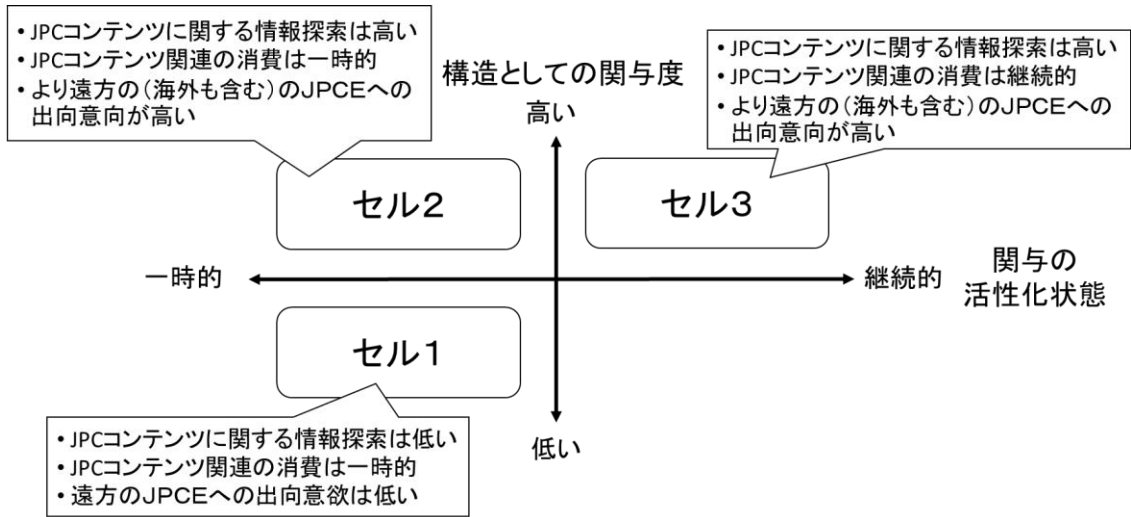 • JPCコンテンツに関する情報探索は高い
• JPCコンテンツ関連の消費は一時的
• より遠方の(海外も含む)のJPCEへの
出向意向が高い
構造としての関与度
高い
• JPCコンテンツに関する情報探索は高い
• JPCコンテンツ関連の消費は継続的
• より遠方の(海外も含む)のJPCEへの
出向意向が高い
セル2
セル3
一時的
継続的
関与の
活性化状態
セル1
低い
• JPCコンテンツに関する情報探索は低い
• JPCコンテンツ関連の消費は一時的
• 遠方のJPCEへの出向意欲は低い